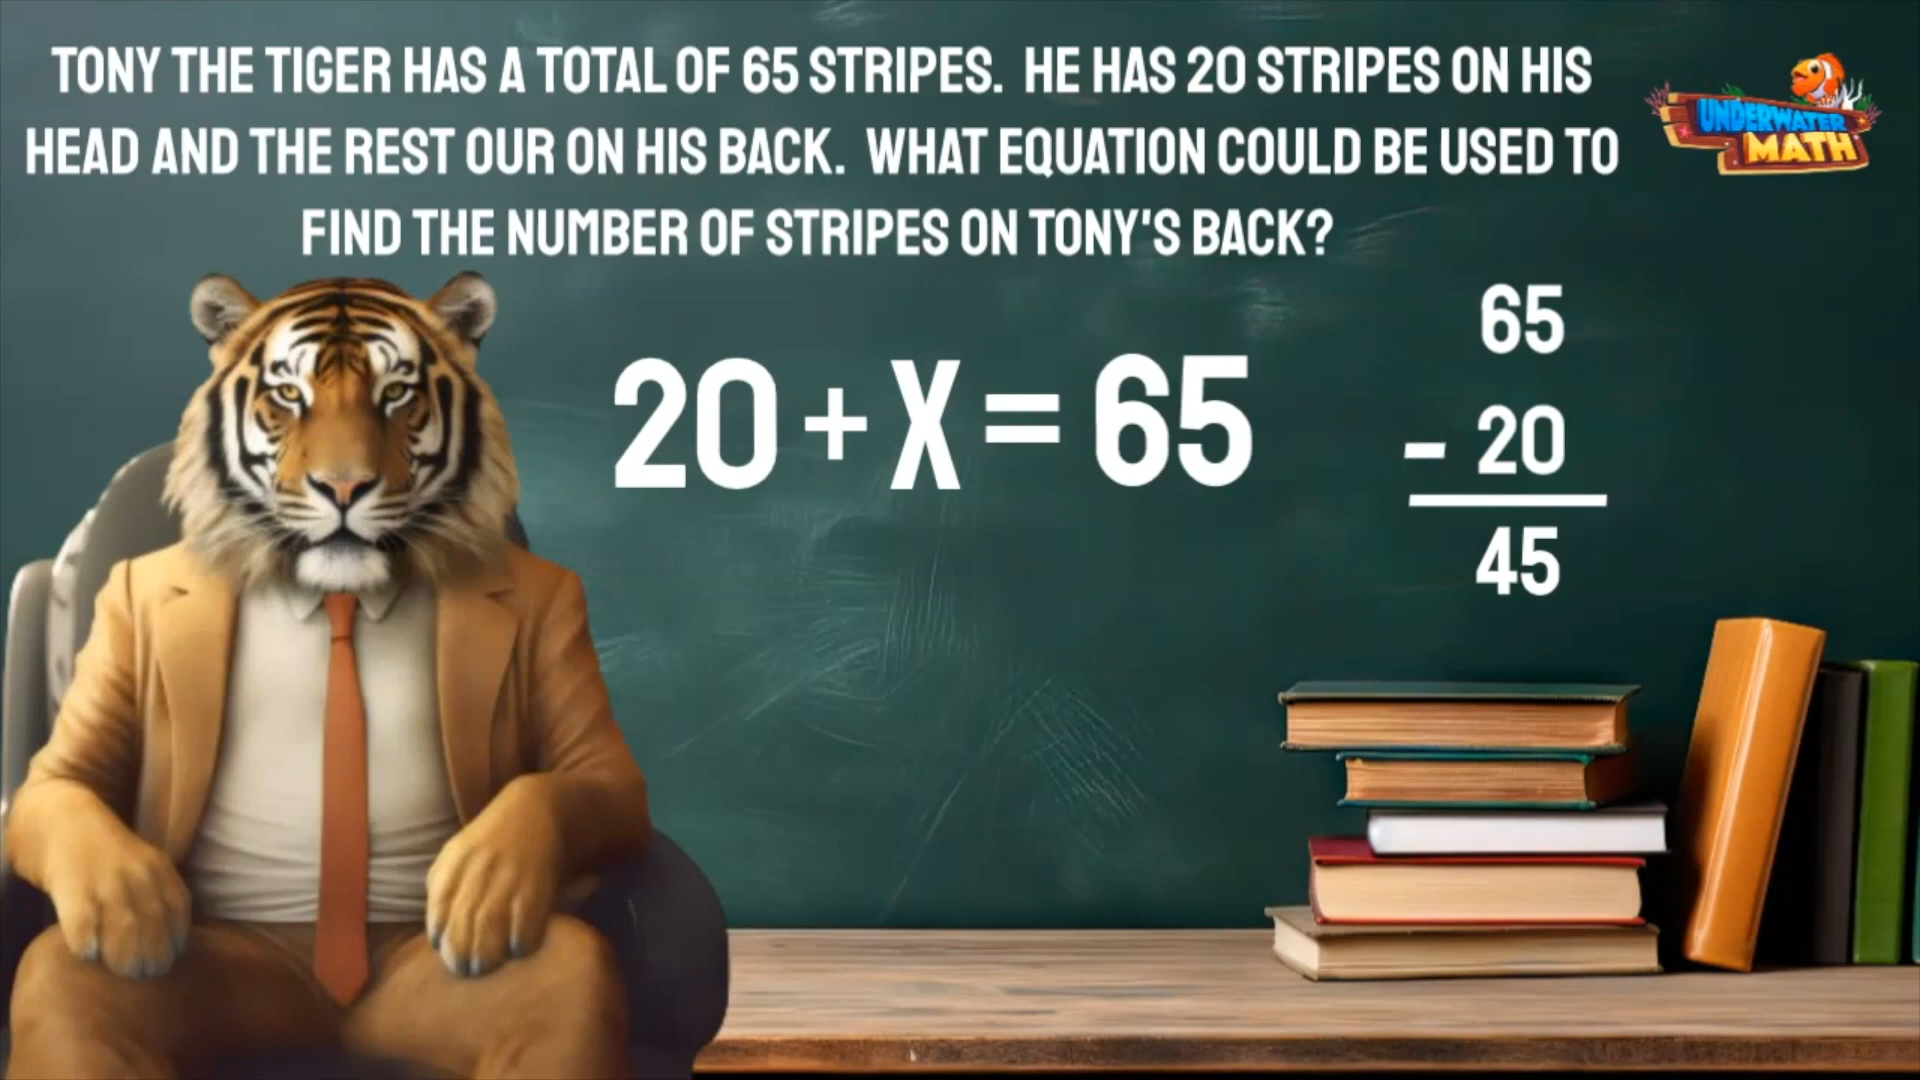 TONY THE TIGER HAS A TOTAL OF 65 STRIPES. HE HAS 20 STRIPES ON HIS
HEAD AND THE REST OUR ON HIS BACK. WHAT EQUATION COULD BE USED TO
FIND THE NUMBER OF STRIPES ON TONY'S BACK?
UNDERWATER
MATH
20 + X = 65
65
- 20
45